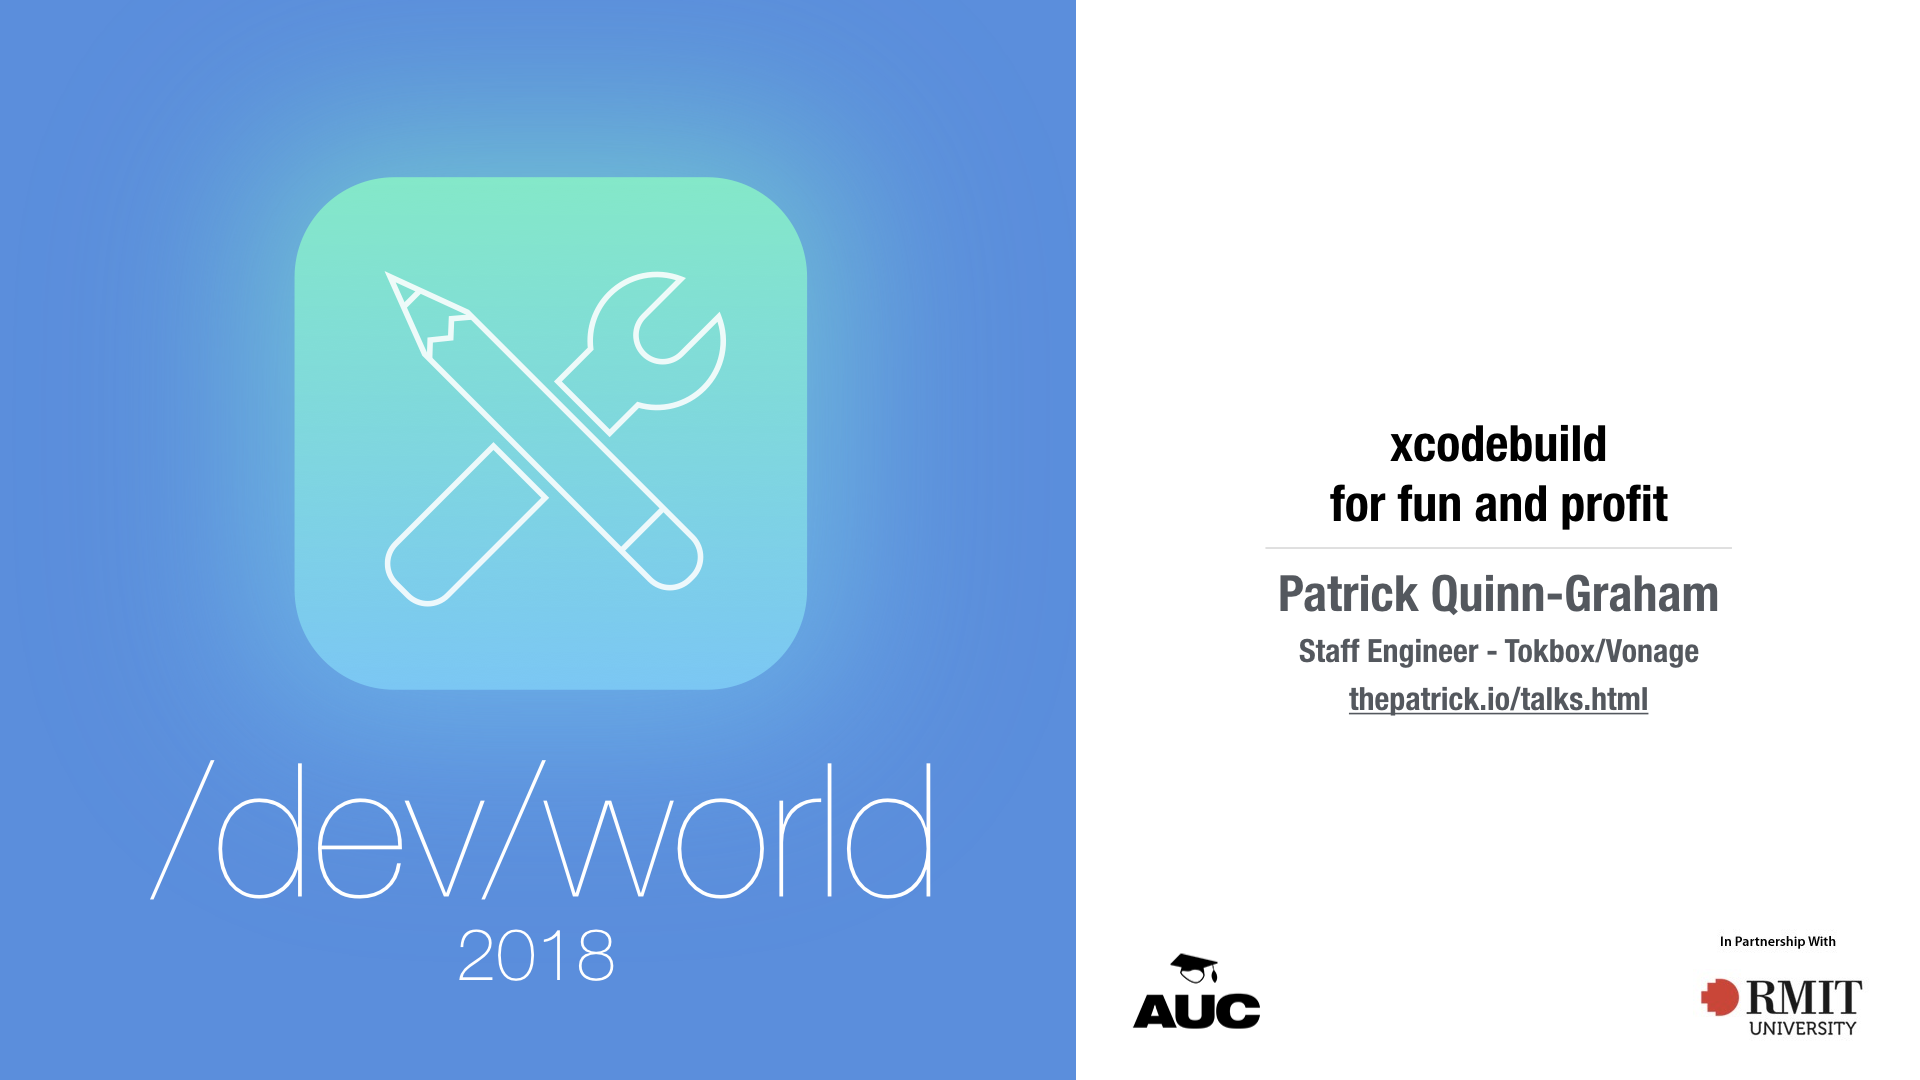 /dev/world
2018
xcodebuild
for fun and profit
Patrick Quinn-Graham
Staff Engineer - Tokbox/Vonage
thepatrick.io/talks.html
AUC
In Partnership With
RMIT
UNIVERSITY